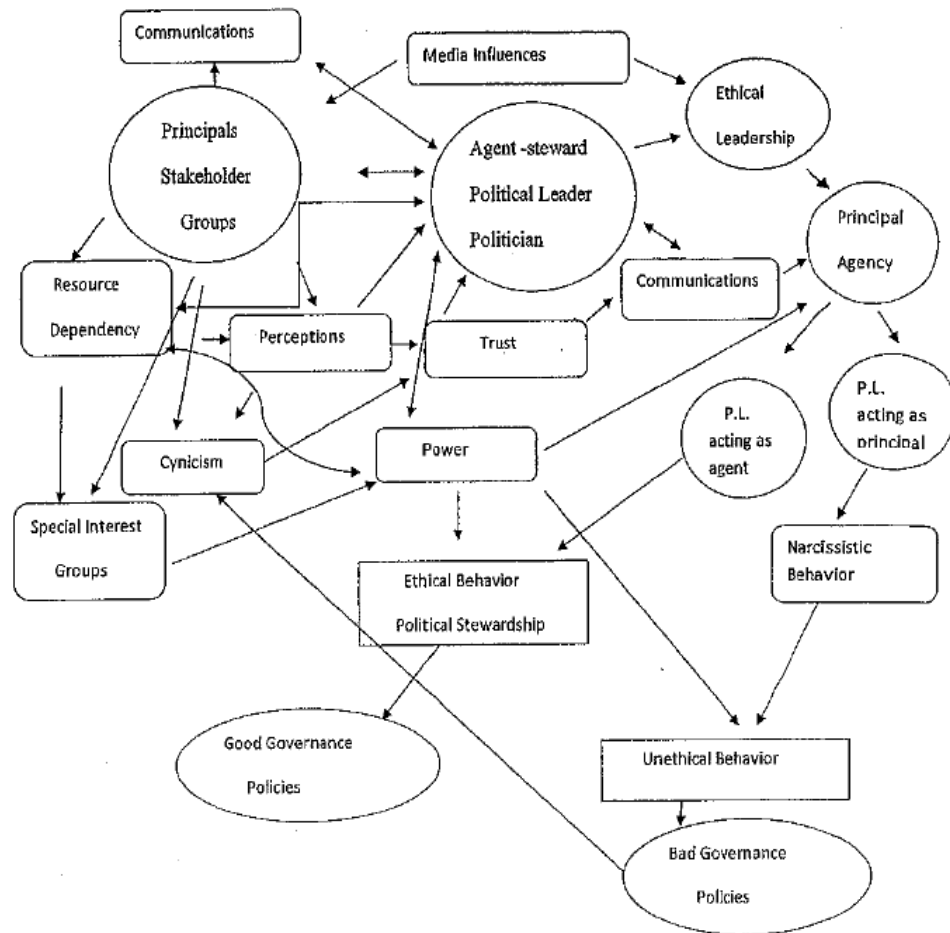 Communications
Media Influences
Ethical
Leadership
Principals
Stakeholder
Groups
Agent -steward
Political Leader
Politician
Principal
Agency
Resource
Dependency
Communications
Perceptions
Trust
P.L.
acting as
agent
P.L.
acting as
principal
Cynicism
Power
Special Interest
Groups
Narcissistic
Behavior
Ethical Behavior
Political Stewardship
Good Governance
Policies
Unethical Behavior
Bad Governance
Policies